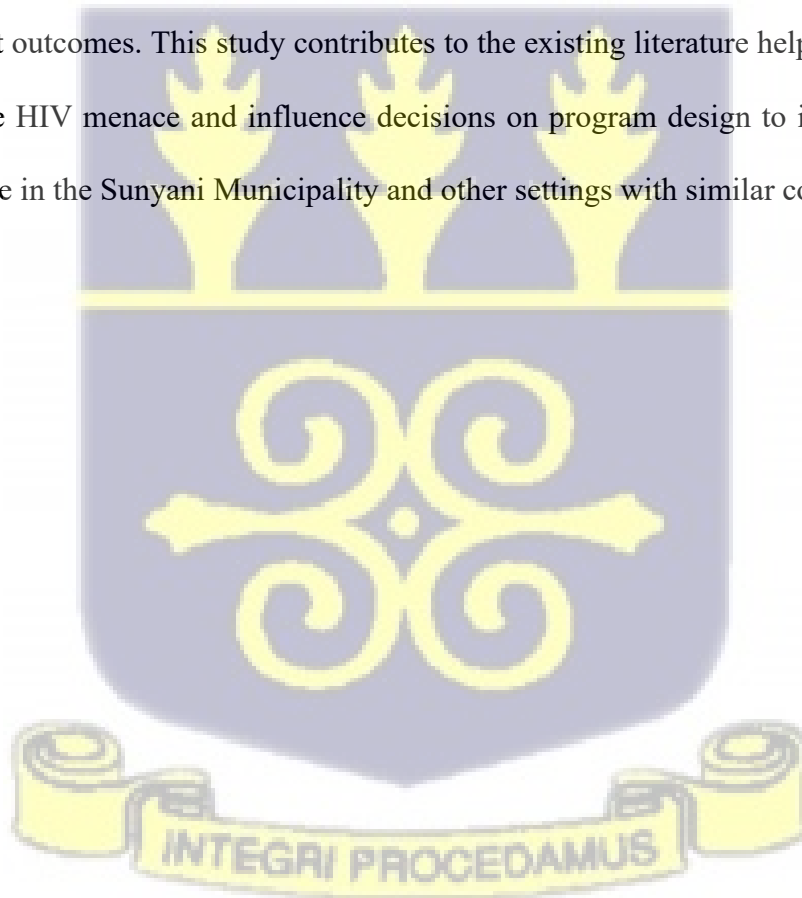 t outcomes. This study contributes to the existing literature help
HIV menace and influence decisions on program design to i
e in the Sunyani Municipality and other settings with similar co
INTEGRI PROCEDAMUS